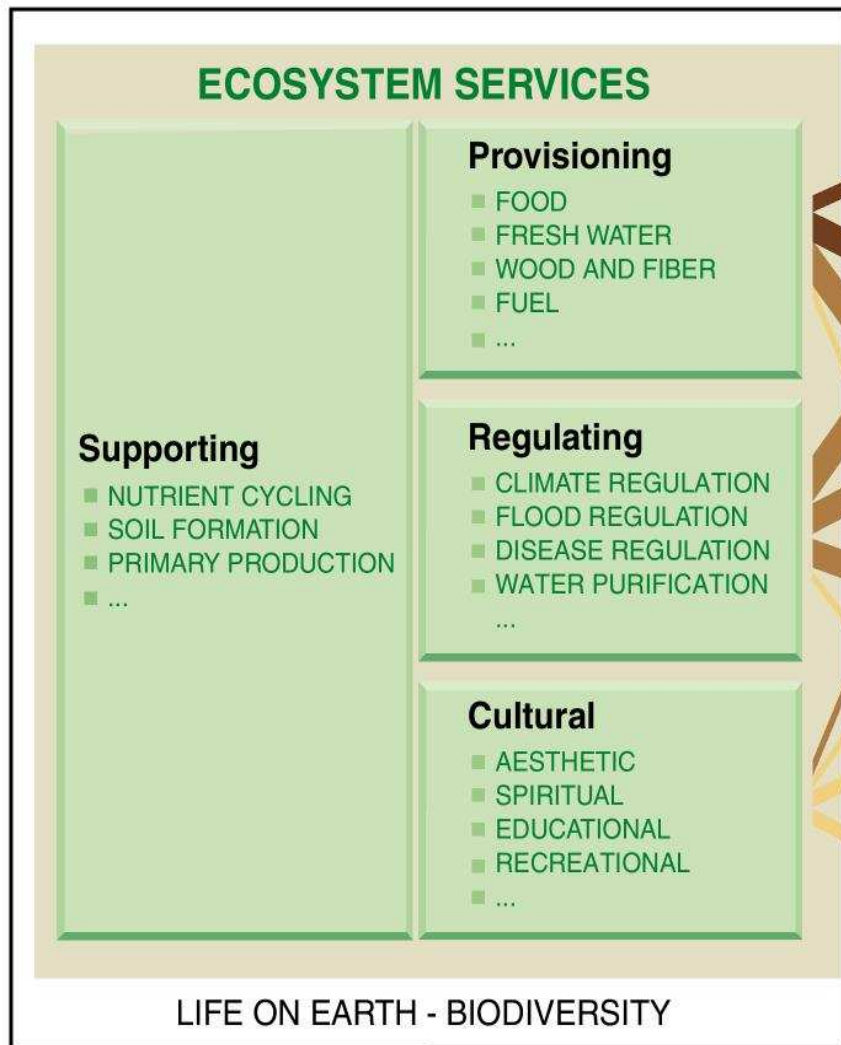 ECOSYSTEM SERVICES
Supporting
NUTRIENT CYCLING
SOIL FORMATION
PRIMARY PRODUCTION
...
Provisioning
FOOD
FRESH WATER
WOOD AND FIBER
FUEL
...
Regulating
CLIMATE REGULATION
FLOOD REGULATION
DISEASE REGULATION
WATER PURIFICATION
...
Cultural
AESTHETIC
SPIRITUAL
EDUCATIONAL
RECREATIONAL
...
LIFE ON EARTH - BIODIVERSITY